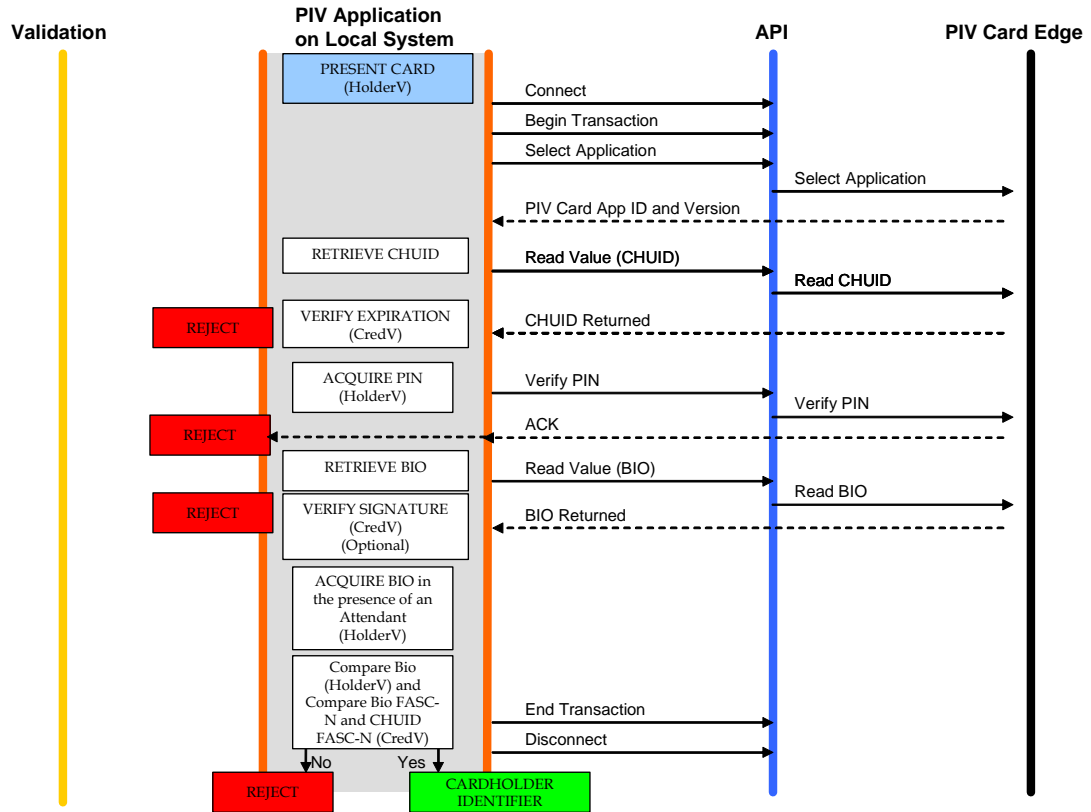 Validation
PIV Application
on Local System
API
PIV Card Edge
PRESENT CARD
(HolderV)
Connect
Begin Transaction
Select Application
Select Application
PIV Card App ID and Version
RETRIEVE CHUID
Read Value (CHUID)
Read CHUID
REJECT
VERIFY EXPIRATION
(CredV)
CHUID Returned
ACQUIRE PIN
(HolderV)
Verify PIN
Verify PIN
REJECT
ACK
RETRIEVE BIO
Read Value (BIO)
Read BIO
REJECT
VERIFY SIGNATURE
(CredV)
(Optional)
BIO Returned
ACQUIRE BIO in
the presence of an
Attendant
(HolderV)
Compare Bio
(HolderV) and
Compare Bio FASC-
N and CHUID
FASC-N (CredV)
End Transaction
Disconnect
No
Yes
REJECT
CARDHOLDER
IDENTIFIER